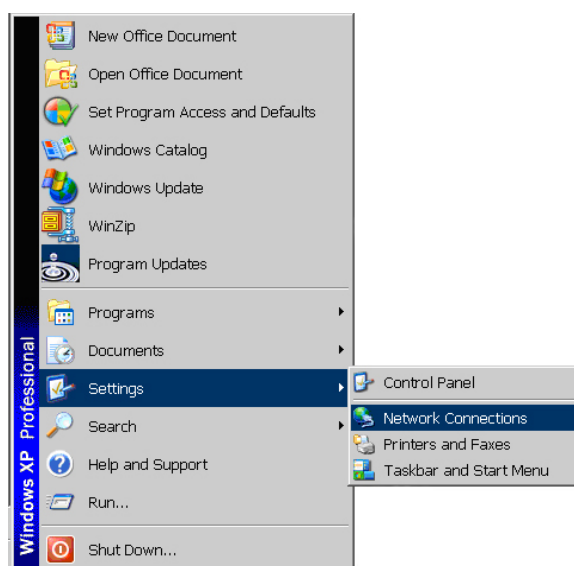 New Office Document
Open Office Document
Set Program Access and Defaults
Windows Catalog
Windows Update
WinZip
Program Updates
Programs
Documents
Settings
Search
Help and Support
Run...
Shut Down...
Control Panel
Network Connections
Printers and Faxes
Taskbar and Start Menu
Windows XP Professional